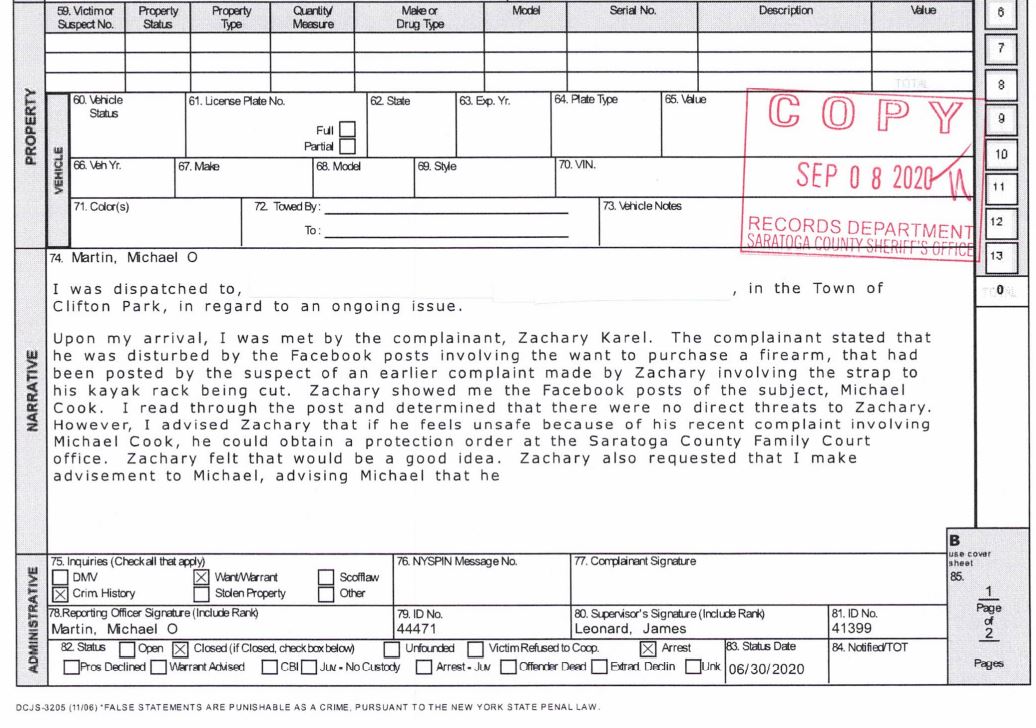 59. Victim or Suspect No. Property Status Property Type Quantity/ Measure Make or Drug Type Model Serial No. Description Value
TOTAL
PROPERTY
VEHICLE
60. Vehicle Status 61. License Plate No. Full Partial 62. State 63. Exp. Yr. 64. Plate Type 65. Value
66. Veh Yr. 67. Make 68. Model 69. Style 70. VIN.
71. Color(s) 72. Towed By: To: 73. Vehicle Notes
COPY
SEP 08 2020
RECORDS DEPARTMENT
SARATOGA COUNTY SHERIFF'S OFFICE
6
7
8
9
10
11
12
13
TOTAL 0
NARRATIVE
74. Martin, Michael O
I was dispatched to, , in the Town of
Clifton Park, in regard to an ongoing issue.
Upon my arrival, I was met by the complainant, Zachary Karel. The complainant stated that
he was disturbed by the Facebook posts involving the want to purchase a firearm, that had
been posted by the suspect of an earlier complaint made by Zachary involving the strap to
his kayak rack being cut. Zachary showed me the Facebook posts of the subject, Michael
Cook. I read through the post and determined that there were no direct threats to Zachary.
However, I advised Zachary that if he feels unsafe because of his recent complaint involving
Michael Cook, he could obtain a protection order at the Saratoga County Family Court
office. Zachary felt that would be a good idea. Zachary also requested that I make
advisement to Michael, advising Michael that he
ADMINISTRATIVE
75. Inquiries (Check all that apply) 76. NYSPIN Message No. 77. Complainant Signature
DMV Want/Warrant Scofflaw
Crim. History Stolen Property Other
78. Reporting Officer Signature (Include Rank) 79. ID No. 80. Supervisor's Signature (Include Rank) 81. ID No.
Martin, Michael O 44471 Leonard, James 41399
82. Status Open Closed (if Closed, check box below) Unfounded Victim Refused to Coop. Arrest 83. Status Date 84. Notified/TOT
Pros Declined Warrant Advised CBI Juv - No Custody Arrest - Juv Offender Dead Extrad. Declin Unk 06/30/2020
B
use cover
sheet
85.
1
Page
of
2
Pages
DCJS-3205 (11/06) *FALSE STATEMENTS ARE PUNISHABLE AS A CRIME, PURSUANT TO THE NEW YORK STATE PENAL LAW.